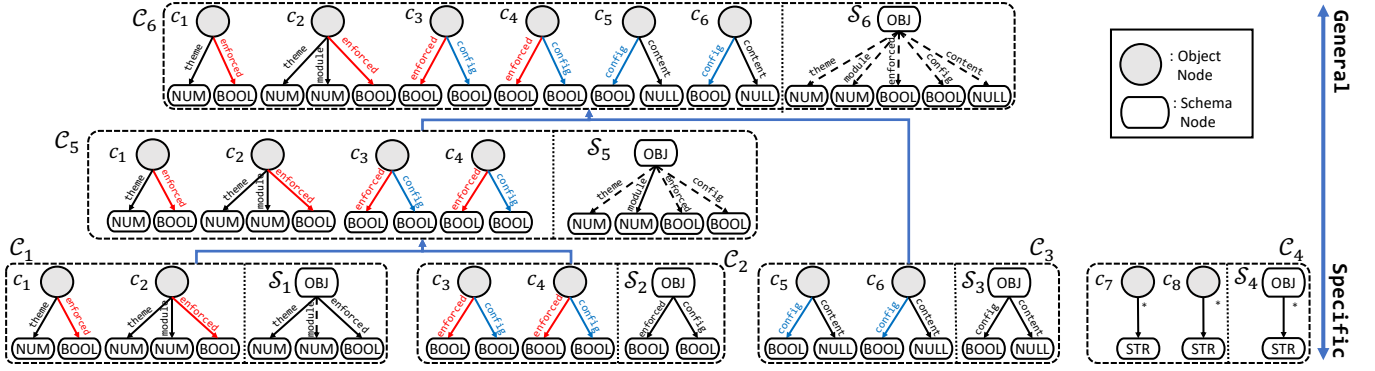 C6 c1 c2 c3 c4 c5 c6 S6 OBJ
theme enforced theme module enforced enforced config enforced config config content config content theme module enforced config content
NUM BOOL NUM NUM BOOL BOOL BOOL BOOL BOOL BOOL NULL BOOL NULL NUM NUM BOOL BOOL NULL
: Object
Node
: Schema
Node
General
C5 c1 c2 c3 c4 S5 OBJ
theme enforced theme module enforced enforced config enforced config theme module enforced config
NUM BOOL NUM NUM BOOL BOOL BOOL BOOL BOOL NUM NUM BOOL BOOL
C1 c1 c2 S1 OBJ
theme enforced theme module enforced theme module enforced
NUM BOOL NUM NUM BOOL NUM NUM BOOL
C2 c3 c4 S2 OBJ
enforced config enforced config enforced config
BOOL BOOL BOOL BOOL BOOL BOOL
C3 c5 c6 S3 OBJ
config content config content config content
BOOL NULL BOOL NULL BOOL NULL
C4 c7 c8 S4 OBJ
* * *
STR STR STR
Specific